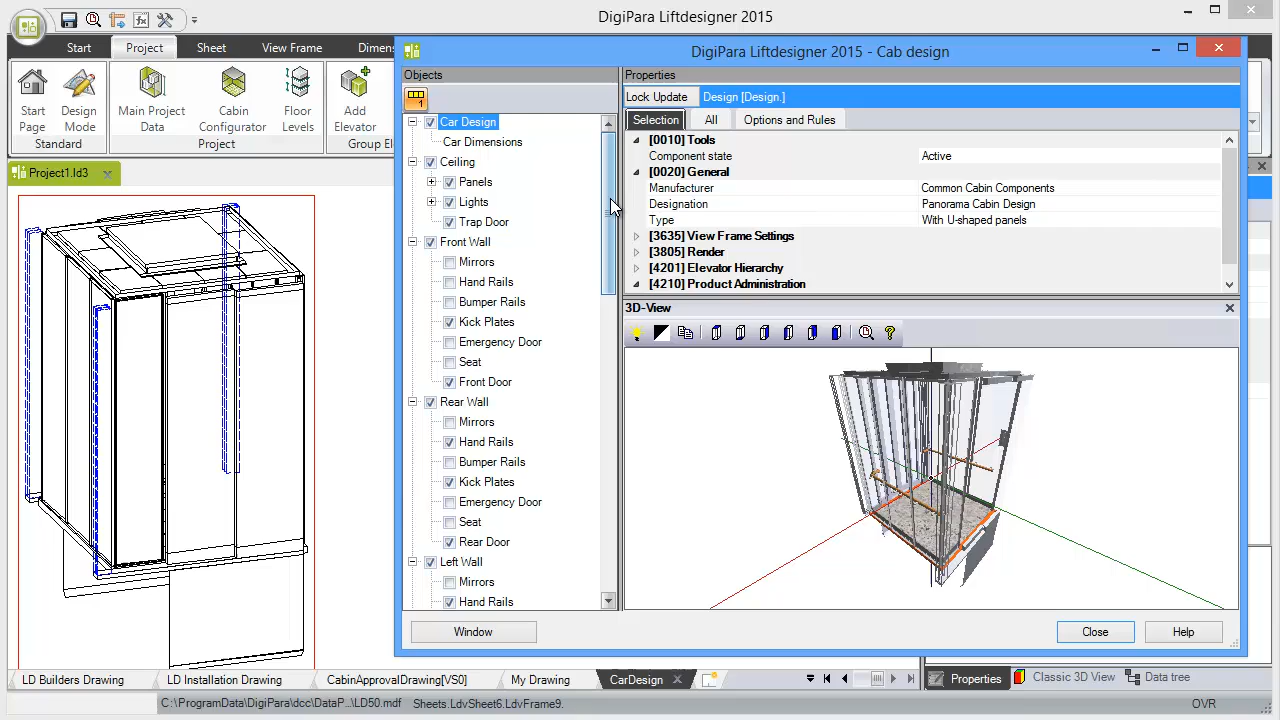 DigiPara Liftdesigner 2015
Start
Project
Sheet
View Frame
Dimen
Start Page
Design Mode
Standard
Main Project Data
Cabin Configurator
Floor Levels
Project
Add Elevator
Group El
Project1.ld3
DigiPara Liftdesigner 2015 - Cab design
Objects
1
Car Design
Car Dimensions
Ceiling
Panels
Lights
Trap Door
Front Wall
Mirrors
Hand Rails
Bumper Rails
Kick Plates
Emergency Door
Seat
Front Door
Rear Wall
Mirrors
Hand Rails
Bumper Rails
Kick Plates
Emergency Door
Seat
Rear Door
Left Wall
Mirrors
Hand Rails
Properties
Lock Update
Design [Design.]
Selection
All
Options and Rules
[0010] Tools
Component state Active
[0020] General
Manufacturer Common Cabin Components
Designation Panorama Cabin Design
Type With U-shaped panels
[3635] View Frame Settings
[3805] Render
[4201] Elevator Hierarchy
[4210] Product Administration
3D-View
Window
Close
Help
LD Builders Drawing
LD Installation Drawing
CabinApprovalDrawing[VS0]
My Drawing
CarDesign
Properties
Classic 3D View
Data tree
C:\ProgramData\DigiPara\dcc\DataP...\LD50.mdf
Sheets.LdvSheet6.LdvFrame9.
OVR